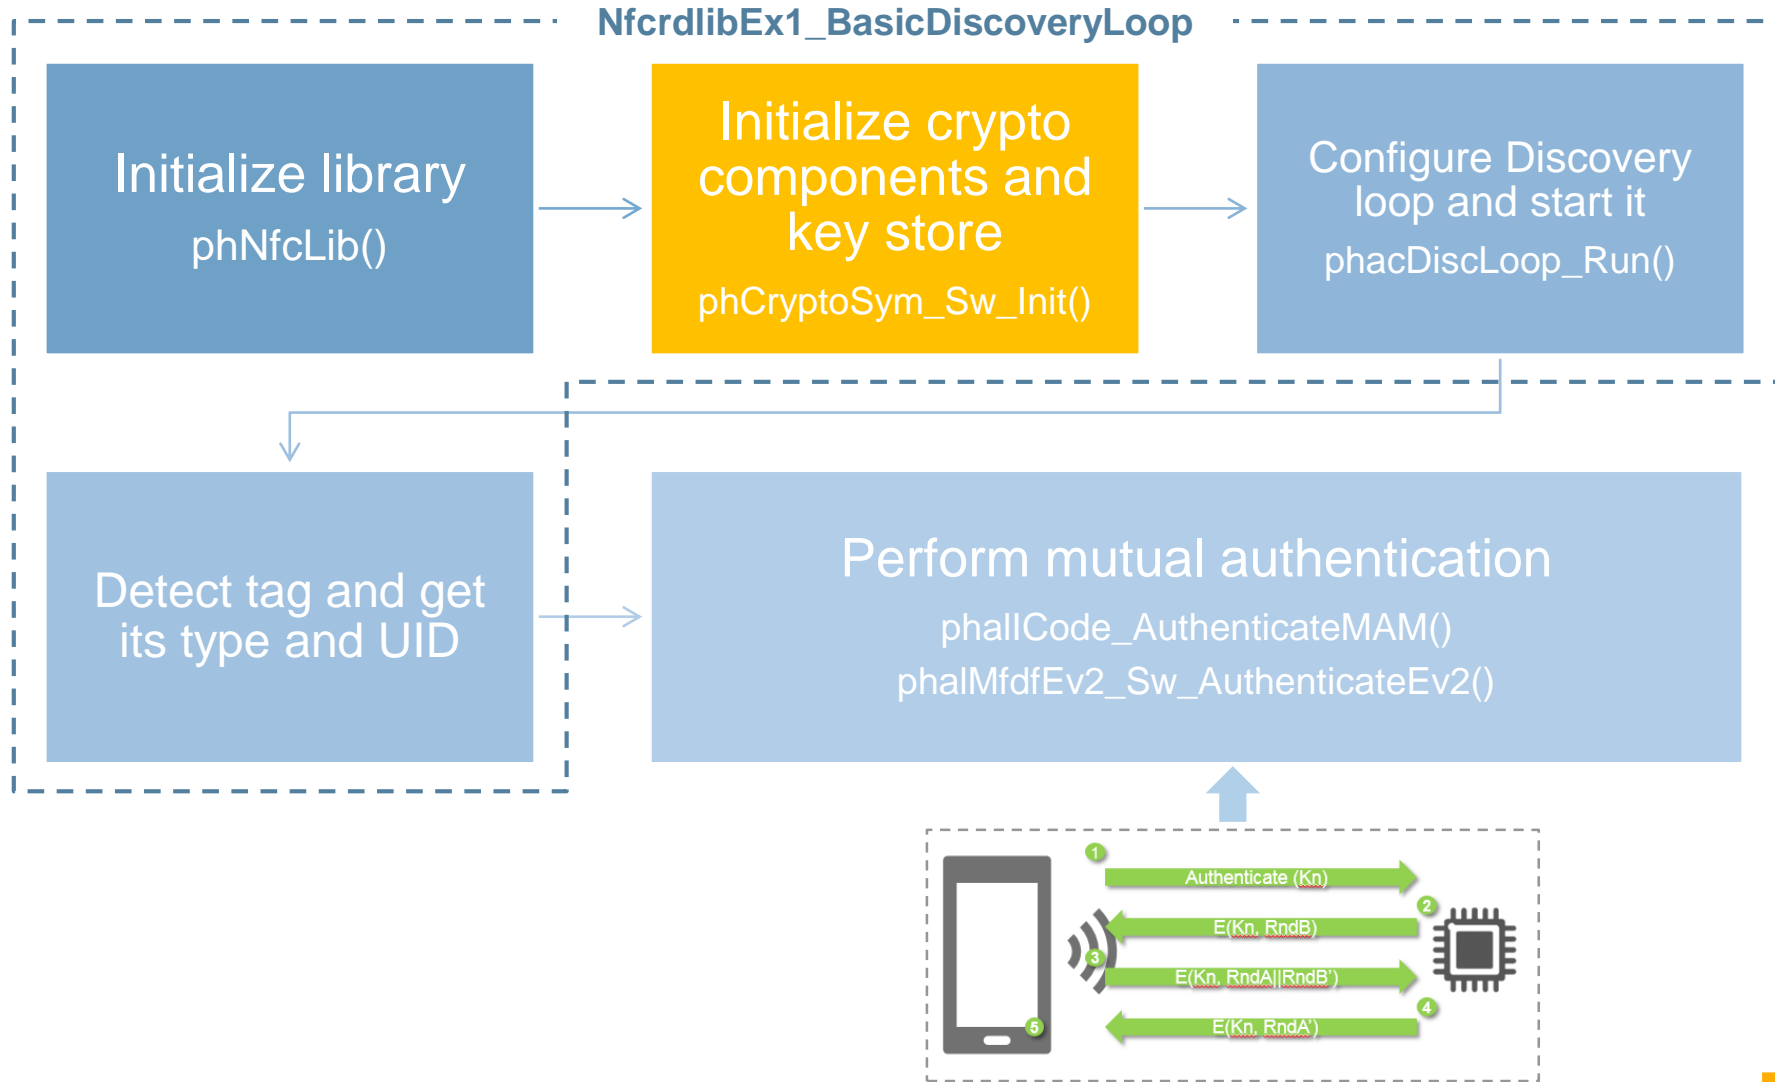 NfcrdlibEx1_BasicDiscoveryLoop
Initialize library
phNfcLib()
Initialize crypto
components and
key store
phCryptoSym_Sw_Init()
Configure Discovery
loop and start it
phacDiscLoop_Run()
Detect tag and get
its type and UID
Perform mutual authentication
phalICode_AuthenticateMAM()
phalMfdfEv2_Sw_AuthenticateEv2()
1
Authenticate (Kn)
2
E(Kn, RndB)
3
E(Kn, RndA||RndB’)
4
E(Kn, RndA’)
5